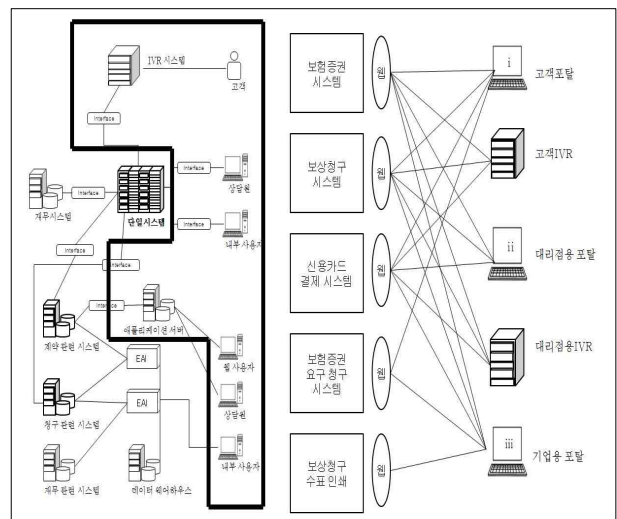 IVR 시스템
고객
Interface
Interface
상담원
재무시스템
Interface
단일시스템
Interface
내부 사용자
Interface
Interface
Interface
계약 관련 시스템
애플리케이션 서버
EAI
웹 사용자
청구 관련 시스템
EAI
상담원
재무 관련 시스템
데이터 웨어하우스
내부 사용자
보험증권
시스템
웹
i
고객포탈
보상청구
시스템
웹
고객IVR
신용카드
결제 시스템
웹
ii
대리점용 포탈
보험증권
요구 청구
시스템
웹
대리점용IVR
보상청구
수표 인쇄
웹
iii
기업용 포탈